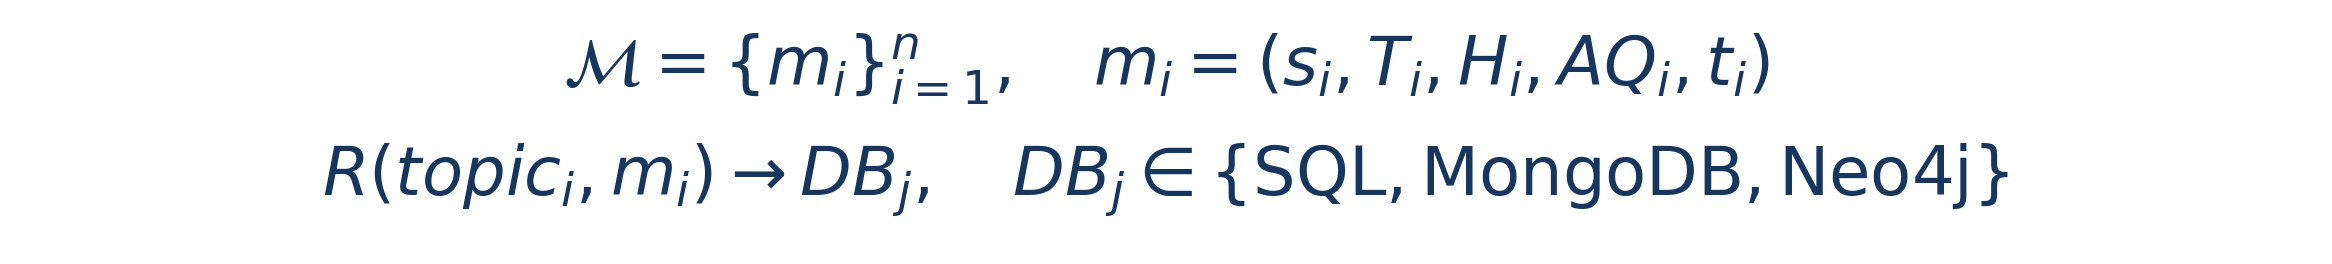 ℳ = {mᵢ}ⁿᵢ₌₁, mᵢ = (sᵢ, Tᵢ, Hᵢ, AQᵢ, tᵢ)
R(topicᵢ, mᵢ) → DBⱼ, DBⱼ ∈ {SQL, MongoDB, Neo4j}